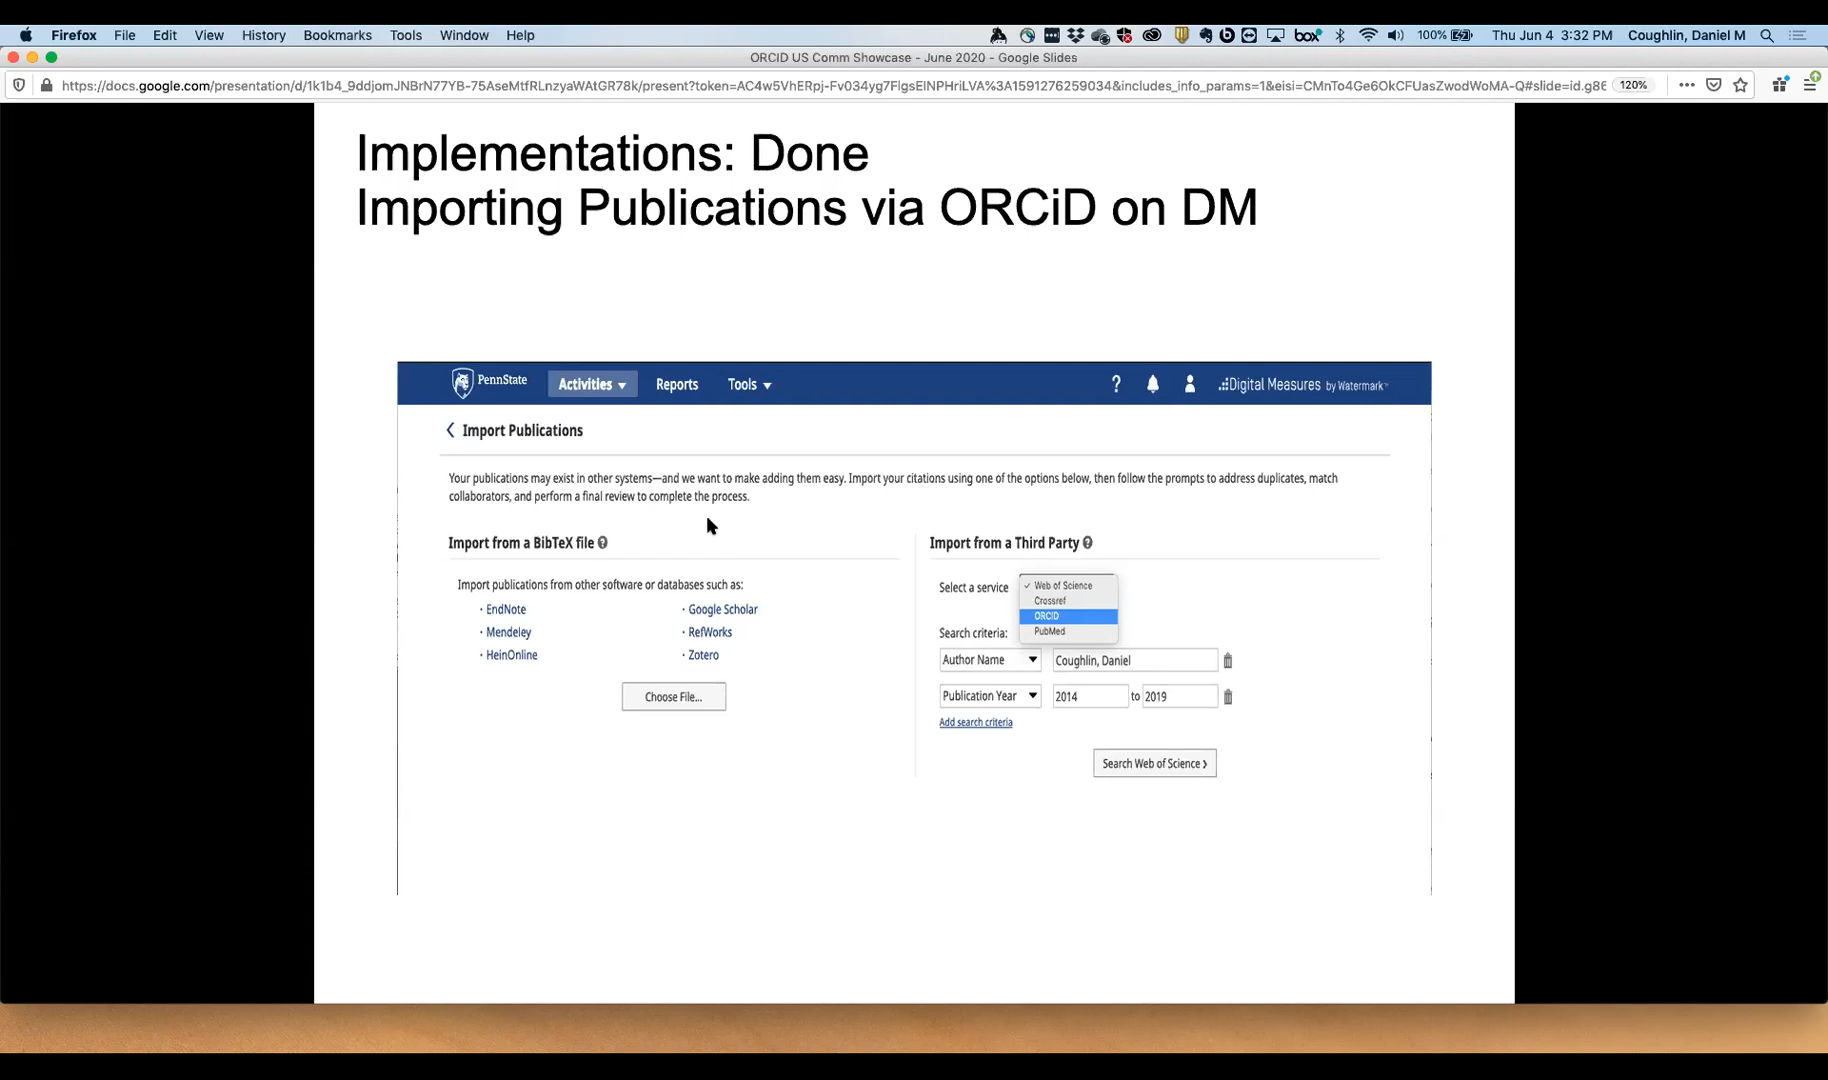 Firefox File Edit View History Bookmarks Tools Window Help
box 100% Thu Jun 4 3:32 PM Coughlin, Daniel M
ORCID US Comm Showcase - June 2020 - Google Slides
120%
Implementations: Done
Importing Publications via ORCiD on DM
PennState Activities Reports Tools ? Digital Measures by Watermark
Import Publications
Your publications may exist in other systems—and we want to make adding them easy. Import your citations using one of the options below, then follow the prompts to address duplicates, match
collaborators, and perform a final review to complete the process.
Import from a BibTeX file ?
Import publications from other software or databases such as:
· EndNote
· Google Scholar
· Mendeley
· RefWorks
· HeinOnline
· Zotero
Choose File...
Import from a Third Party ?
Select a service
✓ Web of Science
Crossref
ORCID
PubMed
Search criteria:
Author Name Coughlin, Daniel
Publication Year 2014 to 2019
Add search criteria
Search Web of Science ›